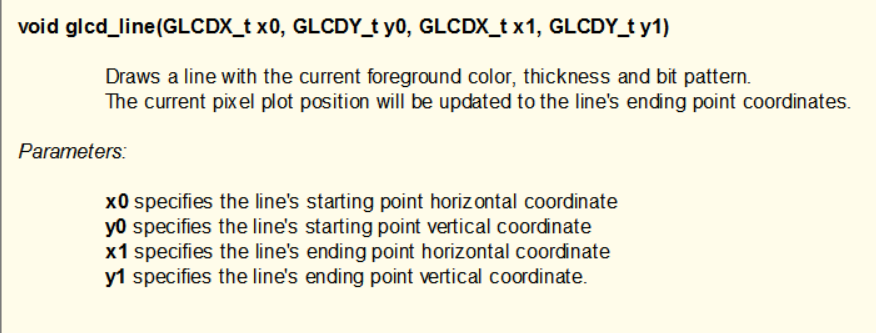 void glcd_line(GLCDX_t x0, GLCDY_t y0, GLCDX_t x1, GLCDY_t y1)
Draws a line with the current foreground color, thickness and bit pattern.
The current pixel plot position will be updated to the line's ending point coordinates.
Parameters:
x0 specifies the line's starting point horizontal coordinate
y0 specifies the line's starting point vertical coordinate
x1 specifies the line's ending point horizontal coordinate
y1 specifies the line's ending point vertical coordinate.